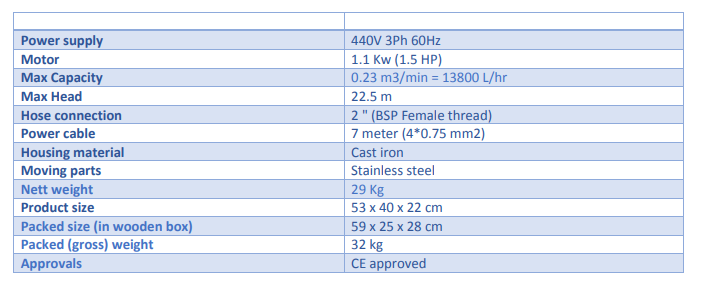 Power supply 440V 3Ph 60Hz
Motor 1.1 Kw (1.5 HP)
Max Capacity 0.23 m3/min = 13800 L/hr
Max Head 22.5 m
Hose connection 2 " (BSP Female thread)
Power cable 7 meter (4*0.75 mm2)
Housing material Cast iron
Moving parts Stainless steel
Nett weight 29 Kg
Product size 53 x 40 x 22 cm
Packed size (in wooden box) 59 x 25 x 28 cm
Packed (gross) weight 32 kg
Approvals CE approved